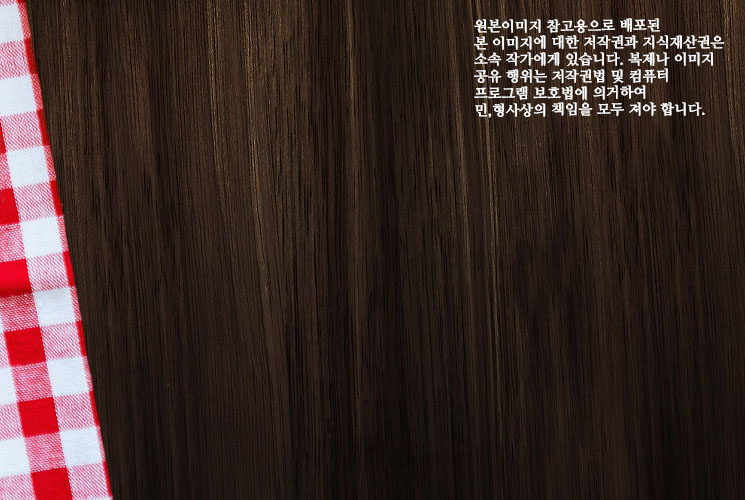 원본이미지 참고용으로 배포된
본 이미지에 대한 저작권과 지식재산권은
소속 작가에게 있습니다. 복제나 이미지
공유 행위는 저작권법 및 컴퓨터
프로그램 보호법에 의거하여
민,형사상의 책임을 모두 져야 합니다.